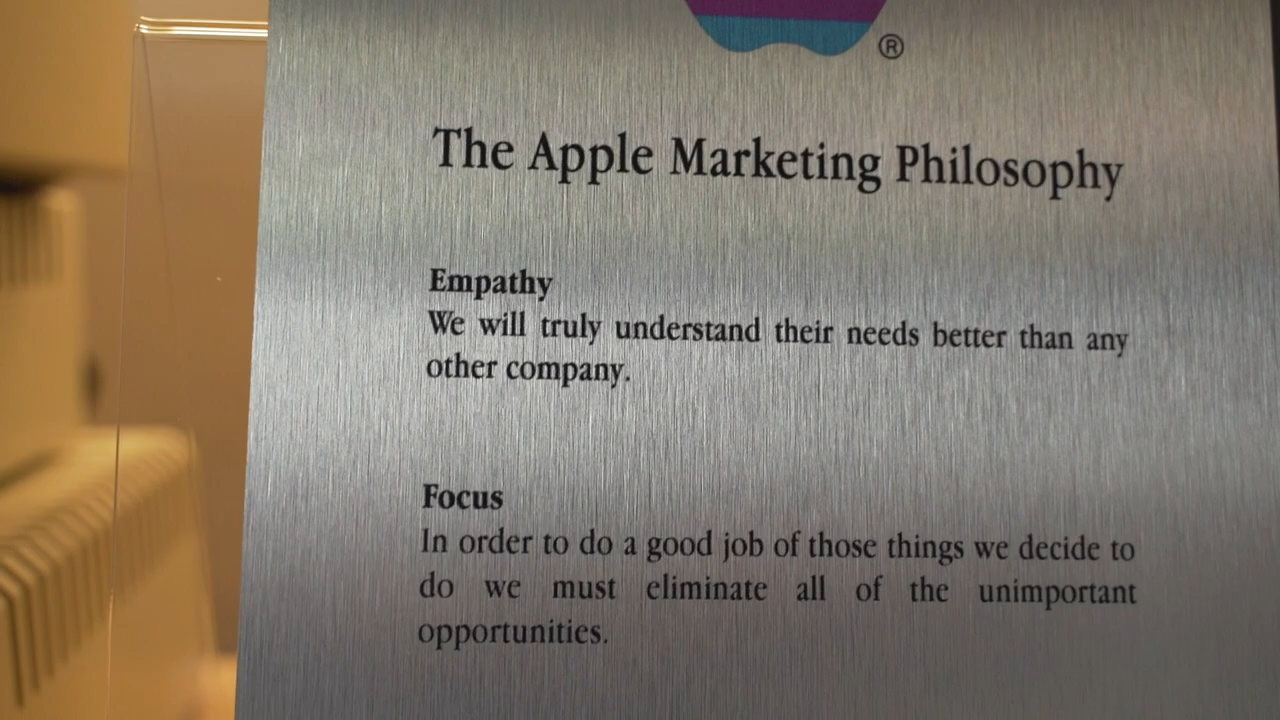 ®
The Apple Marketing Philosophy
Empathy
We will truly understand their needs better than any
other company.
Focus
In order to do a good job of those things we decide to
do we must eliminate all of the unimportant
opportunities.